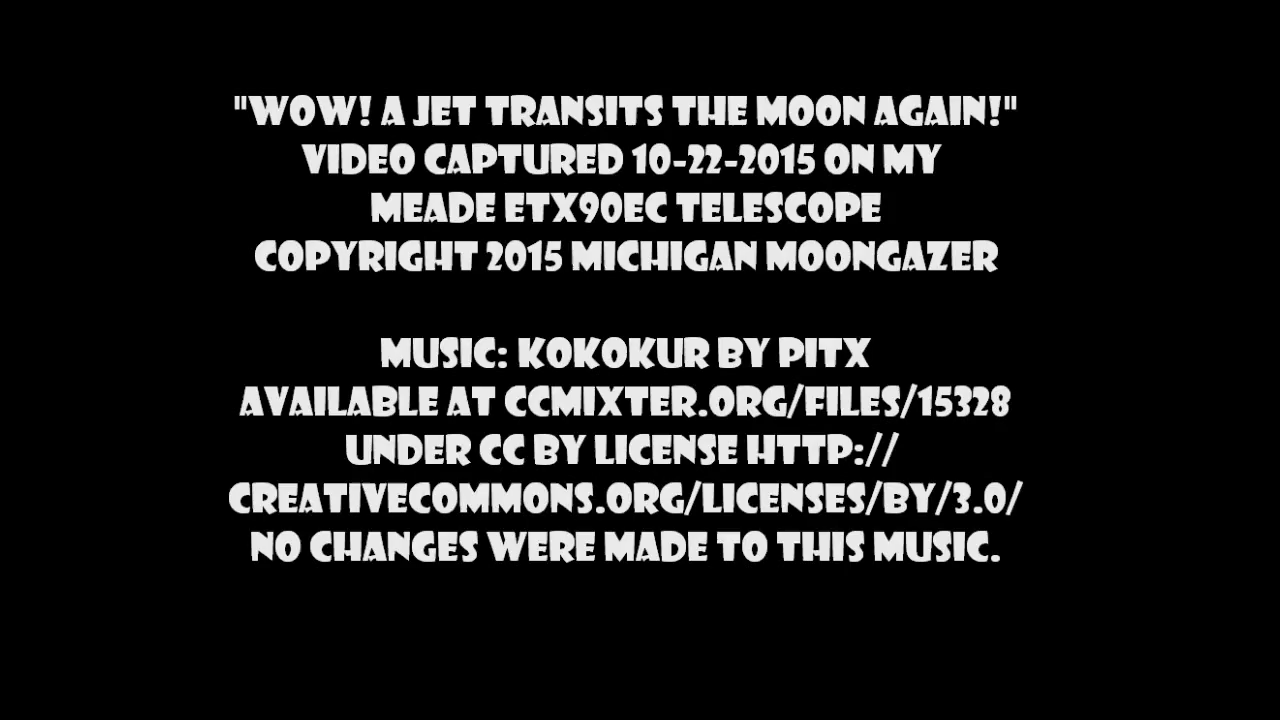 "WOW! A JET TRANSITS THE MOON AGAIN!"
VIDEO CAPTURED 10-22-2015 ON MY
MEADE ETX90EC TELESCOPE
COPYRIGHT 2015 MICHIGAN MOONGAZER
MUSIC: KOKOKUR BY PITX
AVAILABLE AT CCMIXTER.ORG/FILES/15328
UNDER CC BY LICENSE HTTP://
CREATIVECOMMONS.ORG/LICENSES/BY/3.0/
NO CHANGES WERE MADE TO THIS MUSIC.